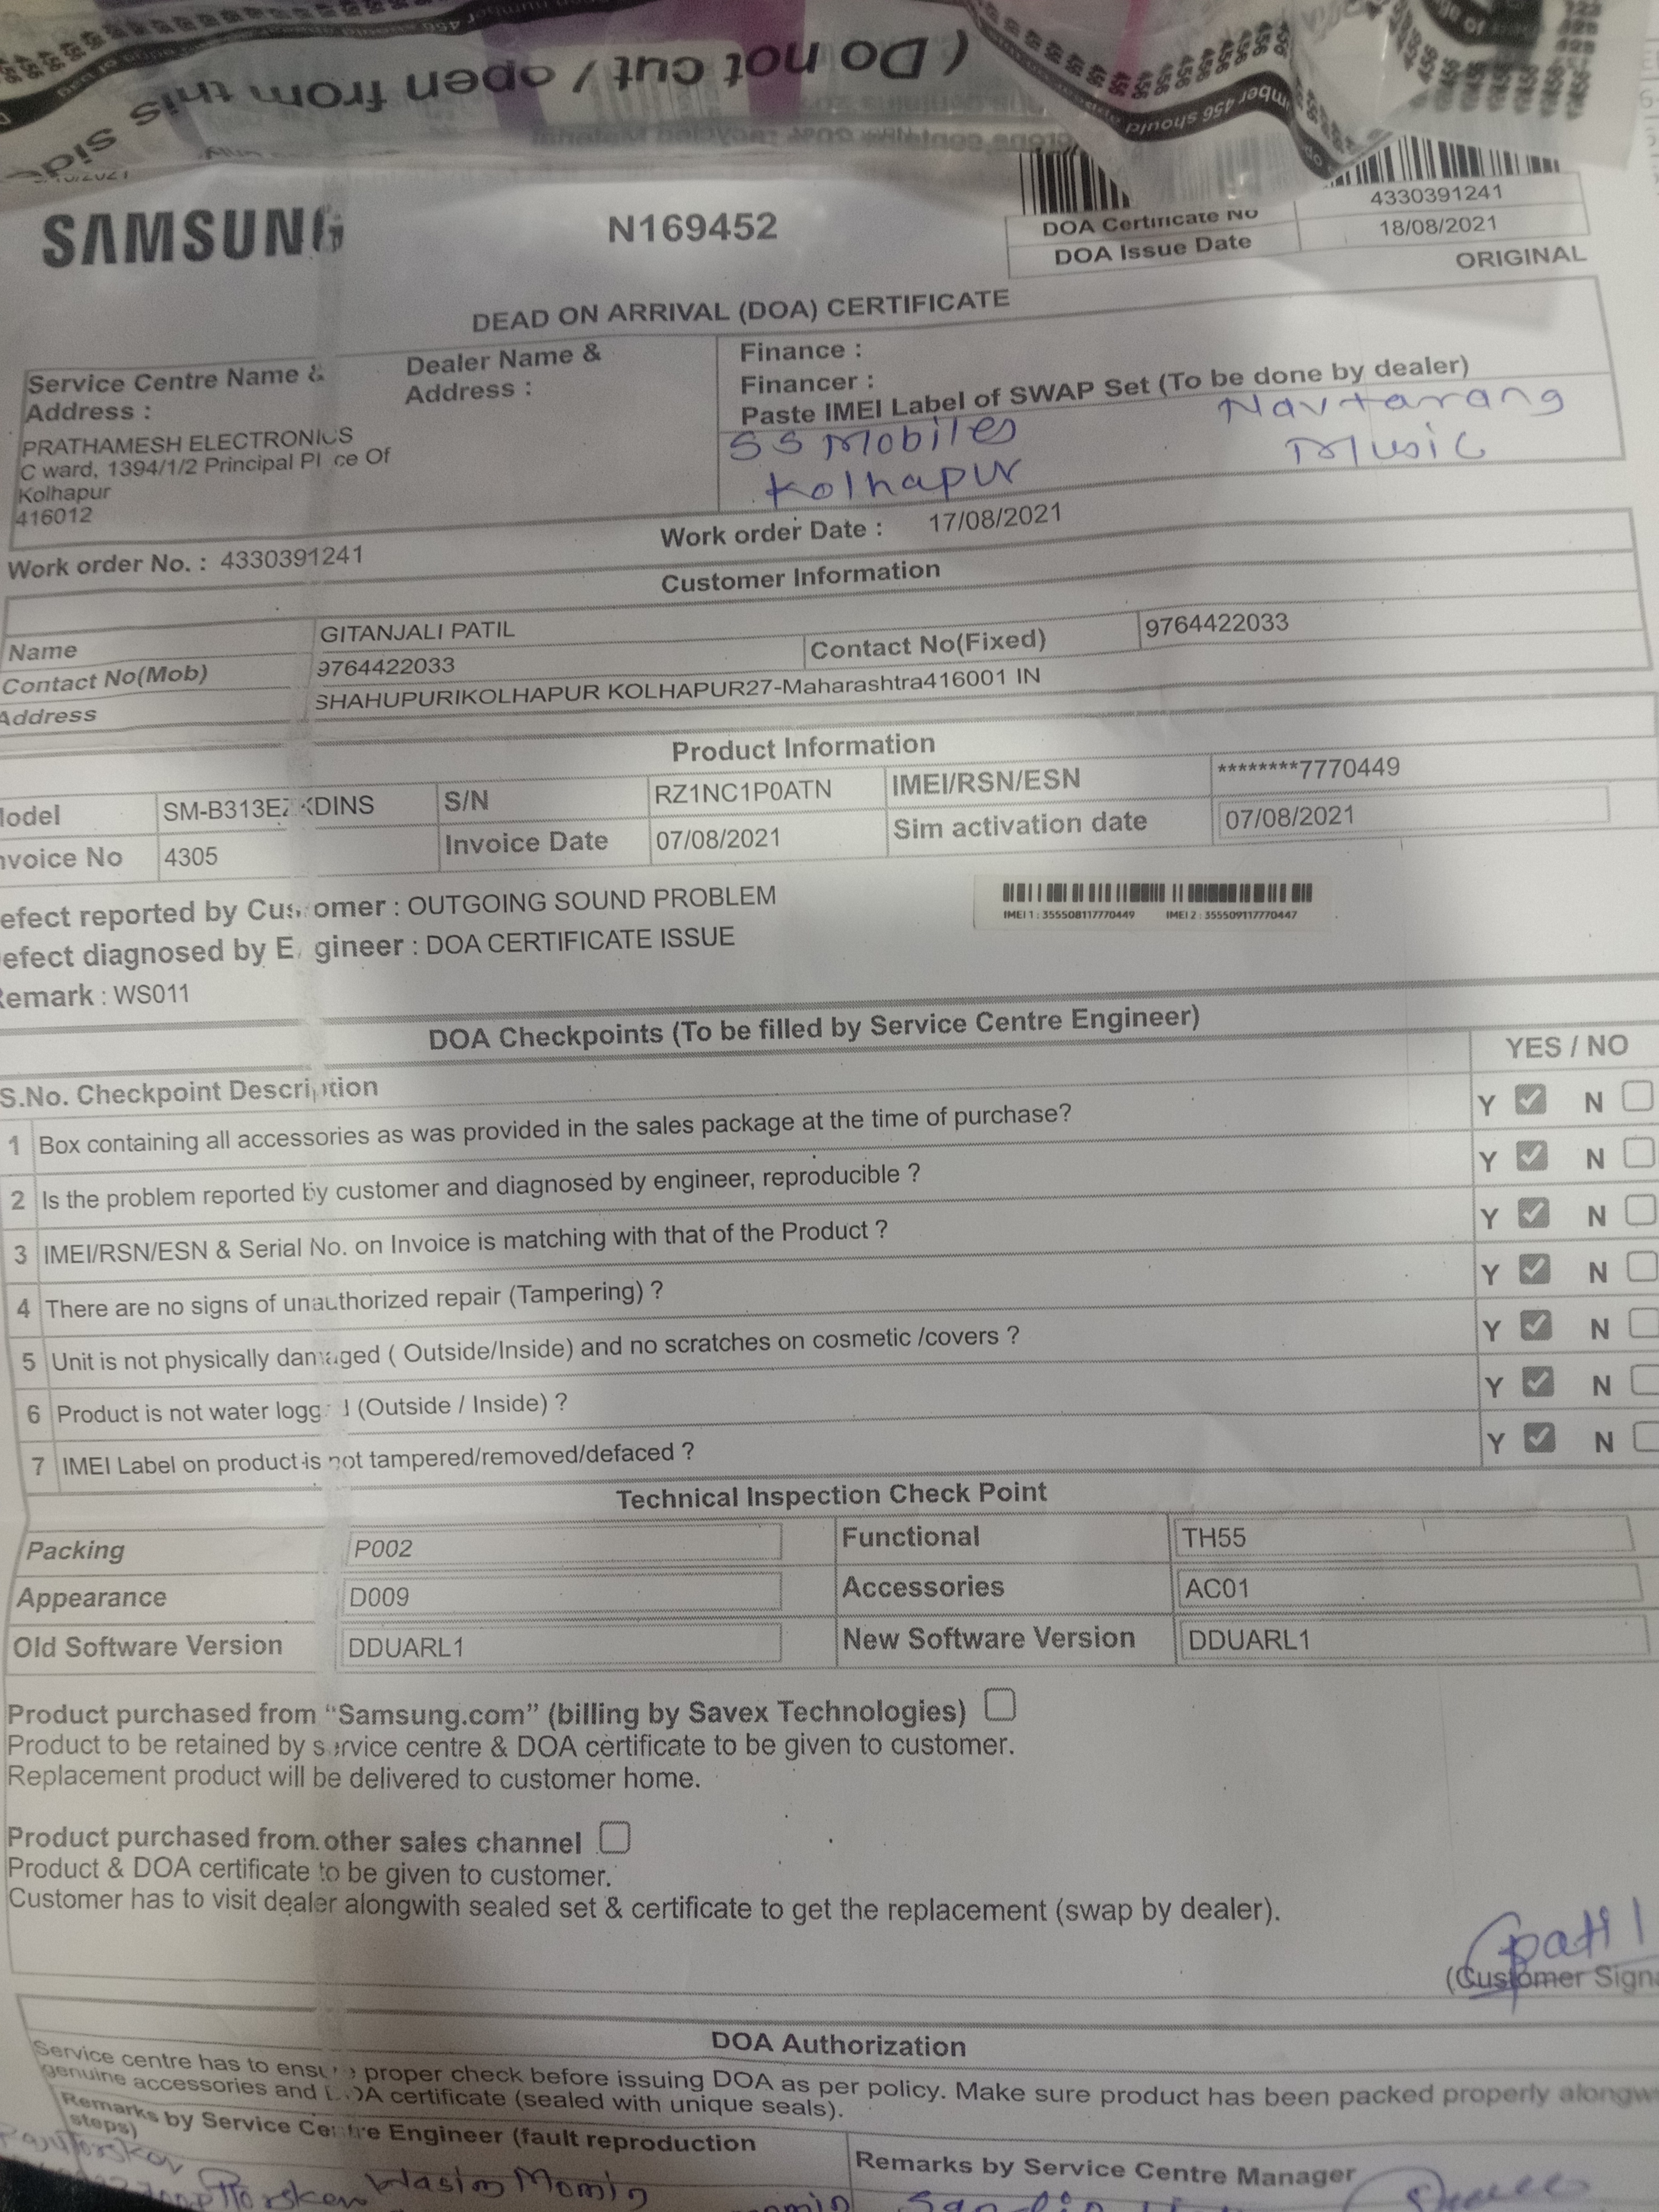 ( Do not cut / open from this side
SAMSUNG
N169452
DOA Certificate No 4330391241
DOA Issue Date 18/08/2021
ORIGINAL
DEAD ON ARRIVAL (DOA) CERTIFICATE
Service Centre Name &
Address :
PRATHAMESH ELECTRONICS
C ward, 1394/1/2 Principal Pl ce Of
Kolhapur
416012
Dealer Name &
Address :
Finance :
Financer :
Paste IMEI Label of SWAP Set (To be done by dealer)
SS Mobiles
Kolhapur
Navtarang
Music
Work order No. : 4330391241 Work order Date : 17/08/2021
Customer Information
Name GITANJALI PATIL
Contact No(Mob) 9764422033 Contact No(Fixed) 9764422033
Address SHAHUPURIKOLHAPUR KOLHAPUR27-Maharashtra416001 IN
Product Information
odel SM-B313E KDINS S/N RZ1NC1P0ATN IMEI/RSN/ESN ********7770449
nvoice No 4305 Invoice Date 07/08/2021 Sim activation date 07/08/2021
efect reported by Customer : OUTGOING SOUND PROBLEM
IMEI 1 : 355508117770449 IMEI 2 : 355509117770447
efect diagnosed by E gineer : DOA CERTIFICATE ISSUE
Remark : WS011
DOA Checkpoints (To be filled by Service Centre Engineer)
S.No. Checkpoint Description YES / NO
1 Box containing all accessories as was provided in the sales package at the time of purchase? Y N
2 Is the problem reported by customer and diagnosed by engineer, reproducible ? Y N
3 IMEI/RSN/ESN & Serial No. on Invoice is matching with that of the Product ? Y N
4 There are no signs of unauthorized repair (Tampering) ? Y N
5 Unit is not physically damaged ( Outside/Inside) and no scratches on cosmetic /covers ? Y N
6 Product is not water logg d (Outside / Inside) ? Y N
7 IMEI Label on product is not tampered/removed/defaced ? Y N
Technical Inspection Check Point
Packing P002 Functional TH55
Appearance D009 Accessories AC01
Old Software Version DDUARL1 New Software Version DDUARL1
Product purchased from “Samsung.com” (billing by Savex Technologies)
Product to be retained by service centre & DOA certificate to be given to customer.
Replacement product will be delivered to customer home.
Product purchased from other sales channel
Product & DOA certificate to be given to customer.
Customer has to visit dealer alongwith sealed set & certificate to get the replacement (swap by dealer).
Gpatil
(Customer Signa
DOA Authorization
Service centre has to ensure proper check before issuing DOA as per policy. Make sure product has been packed properly alongw
genuine accessories and DOA certificate (sealed with unique seals).
Remarks by Service Centre Engineer (fault reproduction
steps)
Remarks by Service Centre Manager
Wasim Momin